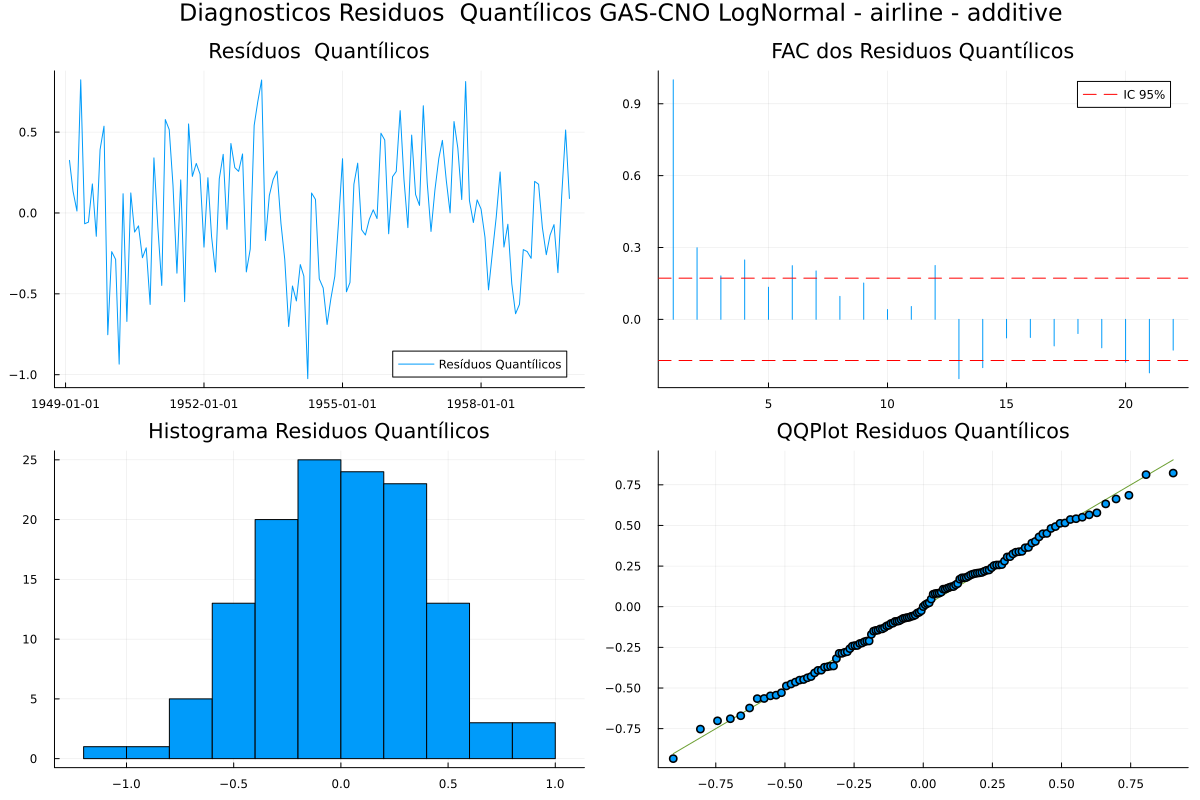 Diagnosticos Residuos  Quantílicos GAS-CNO LogNormal - airline - additive
Resíduos  Quantílicos
0.5
0.0
−0.5
−1.0
1949-01-01 1952-01-01 1955-01-01 1958-01-01
Resíduos Quantílicos
FAC dos Residuos Quantílicos
IC 95%
0.9
0.6
0.3
0.0
5 10 15 20
Histograma Residuos Quantílicos
25
20
15
10
5
0
−1.0 −0.5 0.0 0.5 1.0
QQPlot Residuos Quantílicos
0.75
0.50
0.25
0.00
−0.25
−0.50
−0.75
−0.75 −0.50 −0.25 0.00 0.25 0.50 0.75